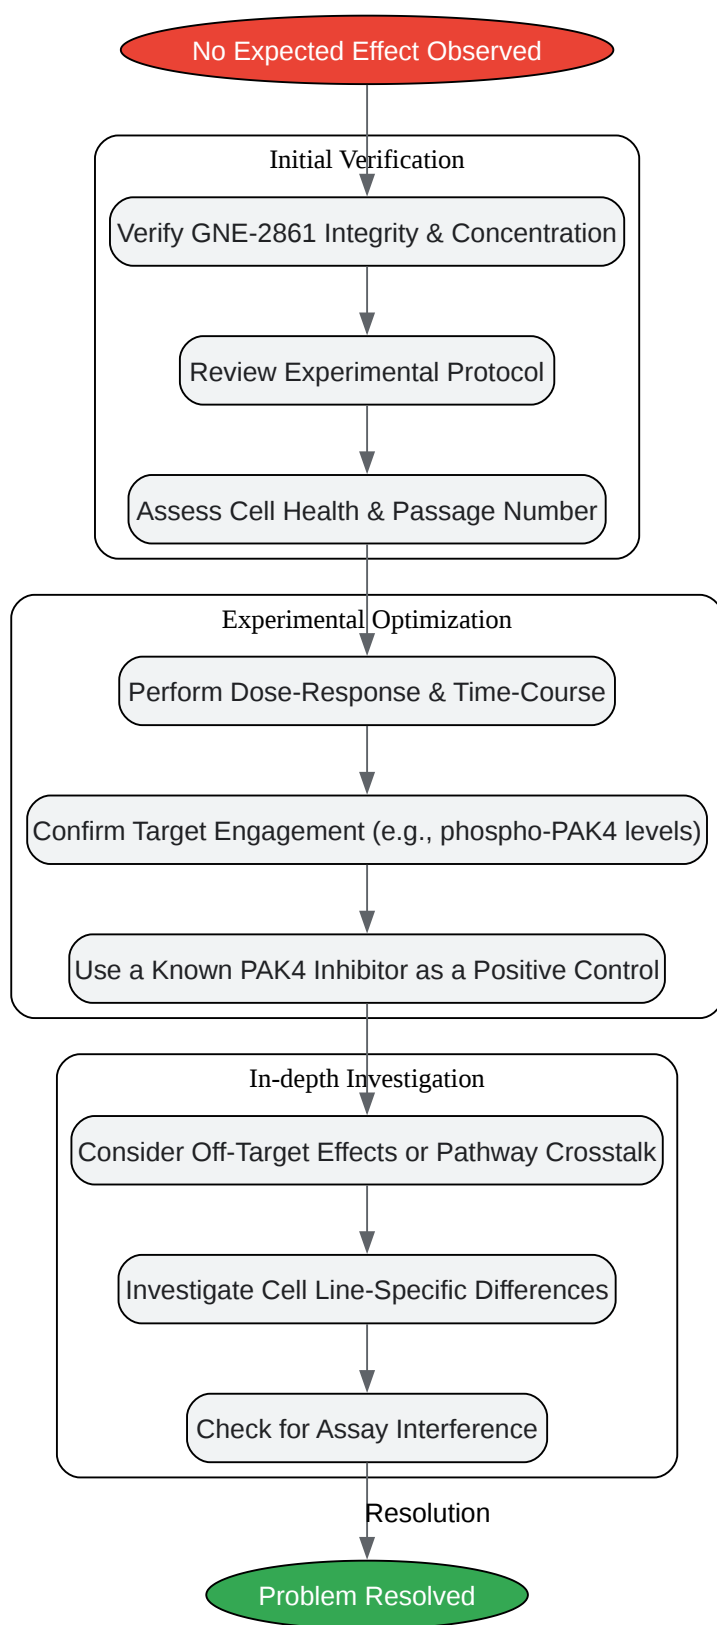 No Expected Effect Observed
Initial Verification
Verify GNE-2861 Integrity & Concentration
Review Experimental Protocol
Assess Cell Health & Passage Number
Experimental Optimization
Perform Dose-Response & Time-Course
Confirm Target Engagement (e.g., phospho-PAK4 levels)
Use a Known PAK4 Inhibitor as a Positive Control
In-depth Investigation
Consider Off-Target Effects or Pathway Crosstalk
Investigate Cell Line-Specific Differences
Check for Assay Interference
Resolution
Problem Resolved